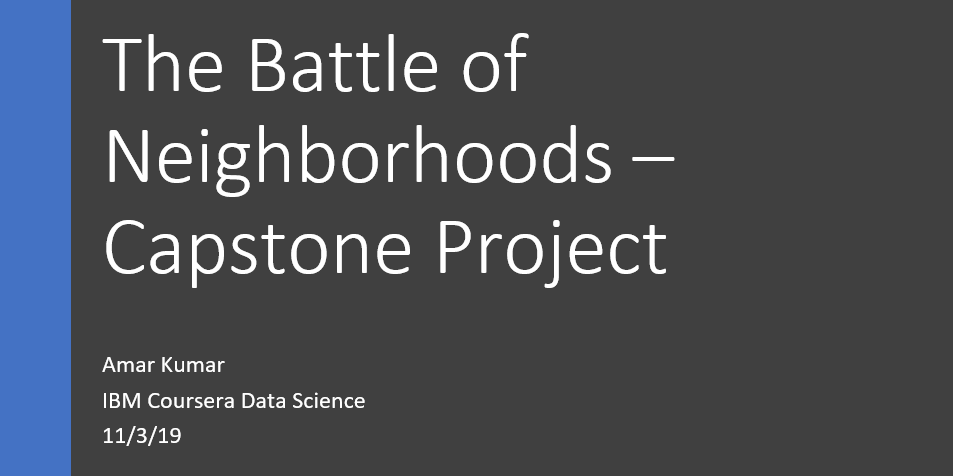 The Battle of
Neighborhoods –
Capstone Project
Amar Kumar
IBM Coursera Data Science
11/3/19